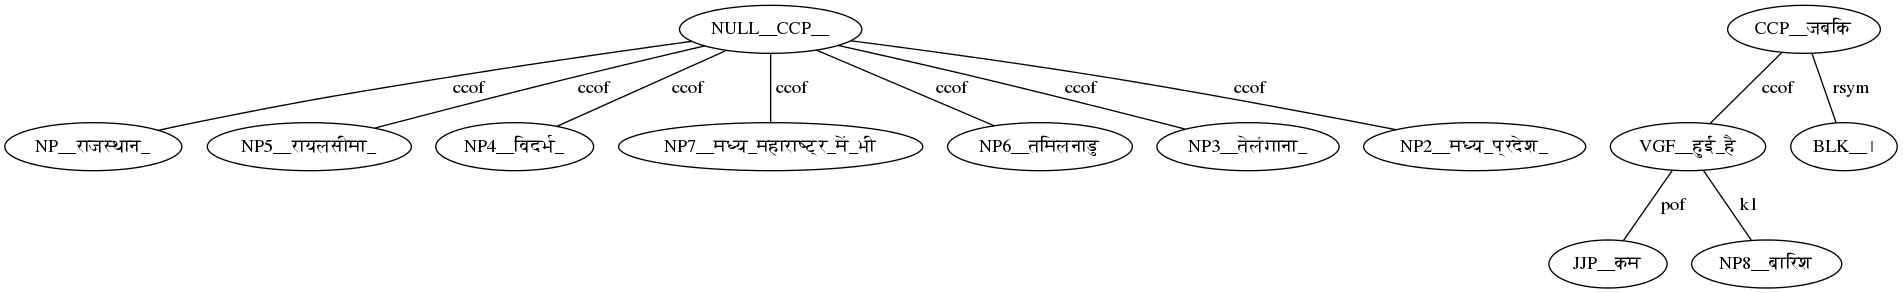 NULL__CCP__ CCP__जबकि
ccof ccof ccof ccof ccof ccof ccof ccof rsym
NP__राजस्थान_ NP5__रायलसीमा_ NP4__विदर्भ_ NP7__मध्य_महाराष्ट्र_में_भी NP6__तमिलनाडु NP3__तेलंगाना_ NP2__मध्य_प्रदेश_ VGF__हुई_है BLK__।
pof k1
JJP__कम NP8__बारिश